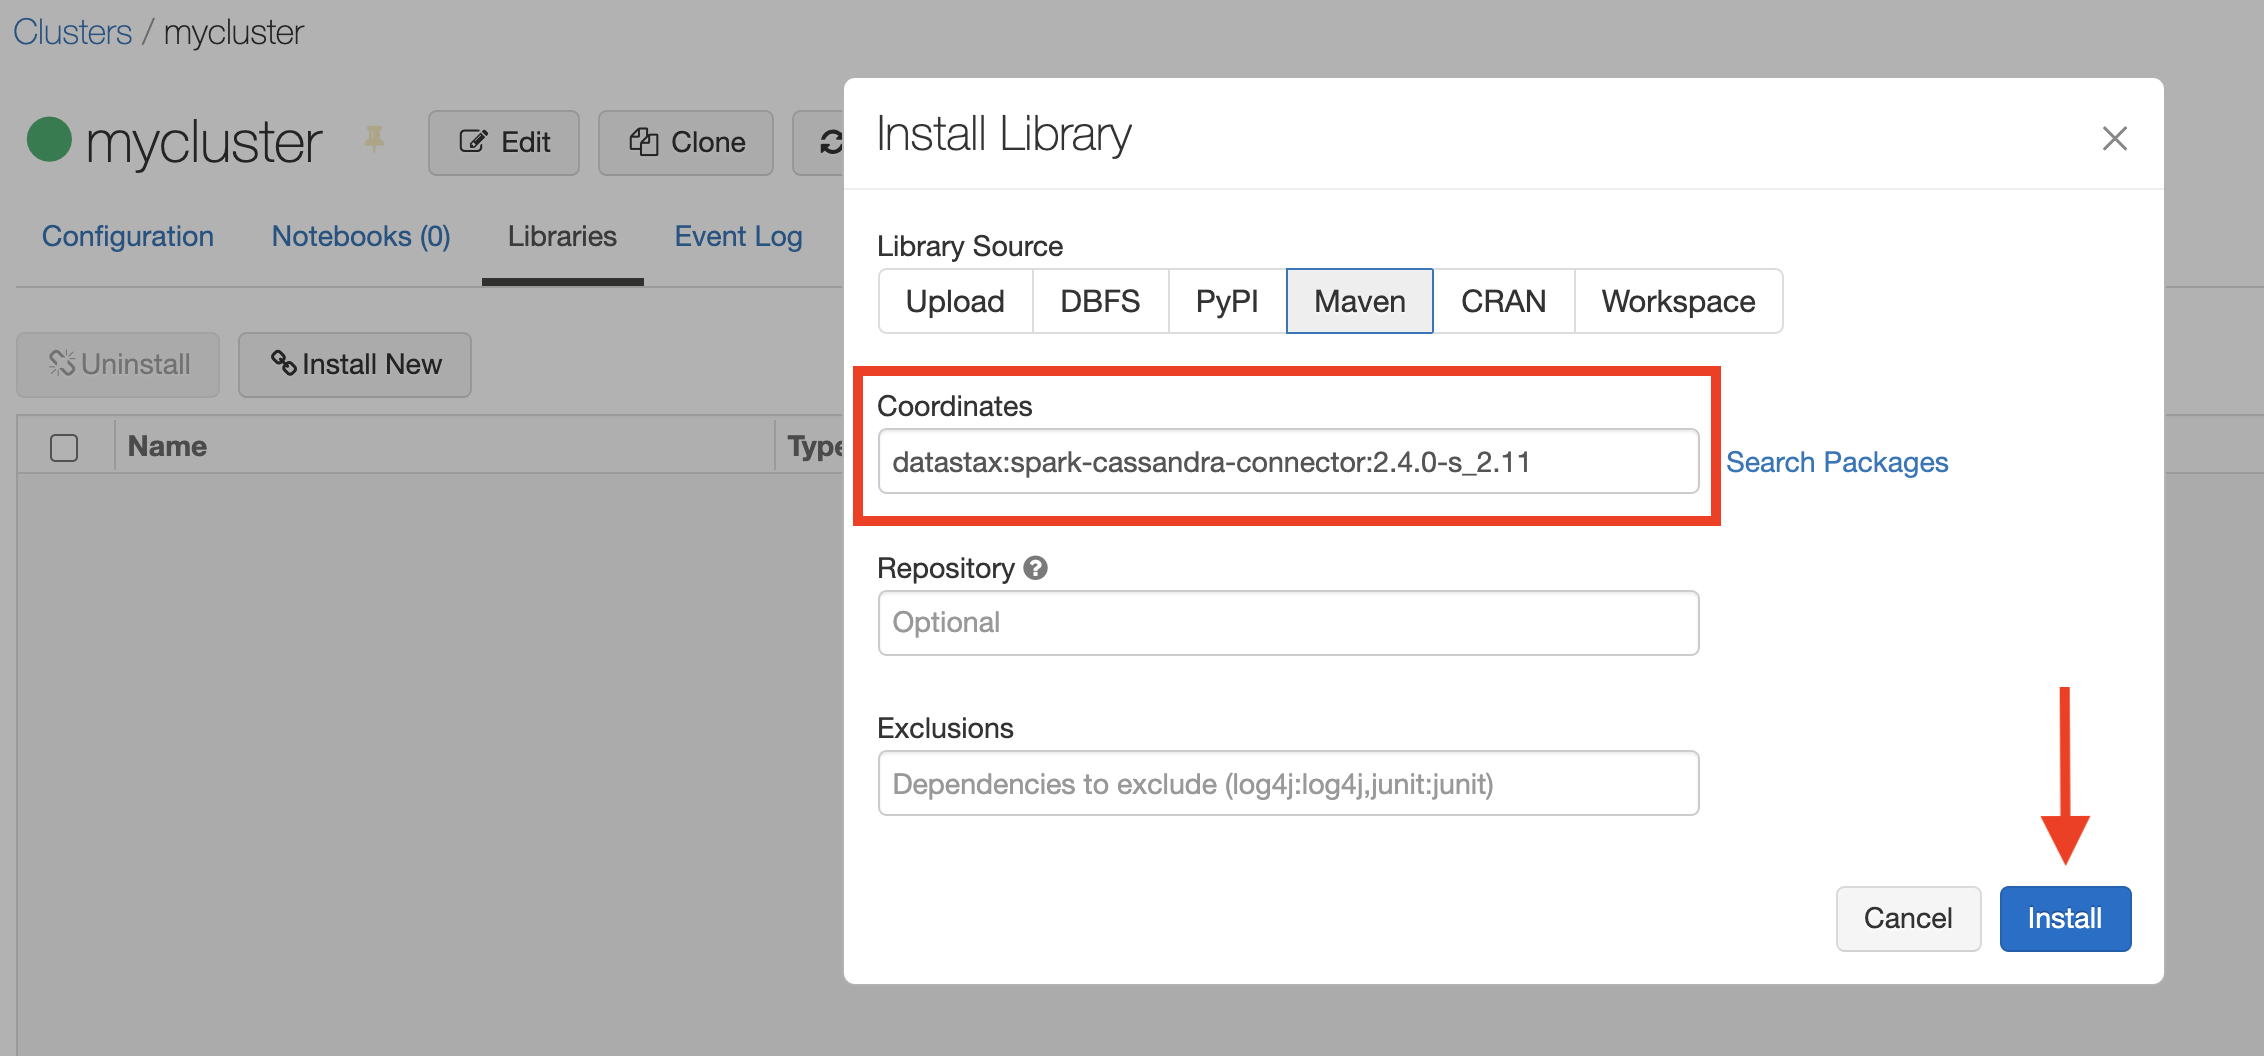 Clusters / mycluster
mycluster
Edit
Clone
Configuration
Notebooks (0)
Libraries
Event Log
Uninstall
Install New
Name
Type
Install Library
Library Source
Upload
DBFS
PyPI
Maven
CRAN
Workspace
Coordinates
datastax:spark-cassandra-connector:2.4.0-s_2.11
Search Packages
Repository
Optional
Exclusions
Dependencies to exclude (log4j:log4j,junit:junit)
Cancel
Install